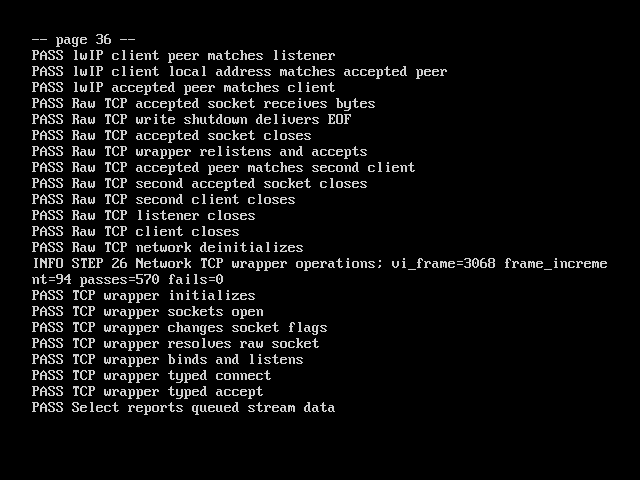 -- page 36 --
PASS lwIP client peer matches listener
PASS lwIP client local address matches accepted peer
PASS lwIP accepted peer matches client
PASS Raw TCP accepted socket receives bytes
PASS Raw TCP write shutdown delivers EOF
PASS Raw TCP accepted socket closes
PASS Raw TCP wrapper relistens and accepts
PASS Raw TCP accepted peer matches second client
PASS Raw TCP second accepted socket closes
PASS Raw TCP second client closes
PASS Raw TCP listener closes
PASS Raw TCP client closes
PASS Raw TCP network deinitializes
INFO STEP 26 Network TCP wrapper operations; vi_frame=3068 frame_increme
nt=94 passes=570 fails=0
PASS TCP wrapper initializes
PASS TCP wrapper sockets open
PASS TCP wrapper changes socket flags
PASS TCP wrapper resolves raw socket
PASS TCP wrapper binds and listens
PASS TCP wrapper typed connect
PASS TCP wrapper typed accept
PASS Select reports queued stream data